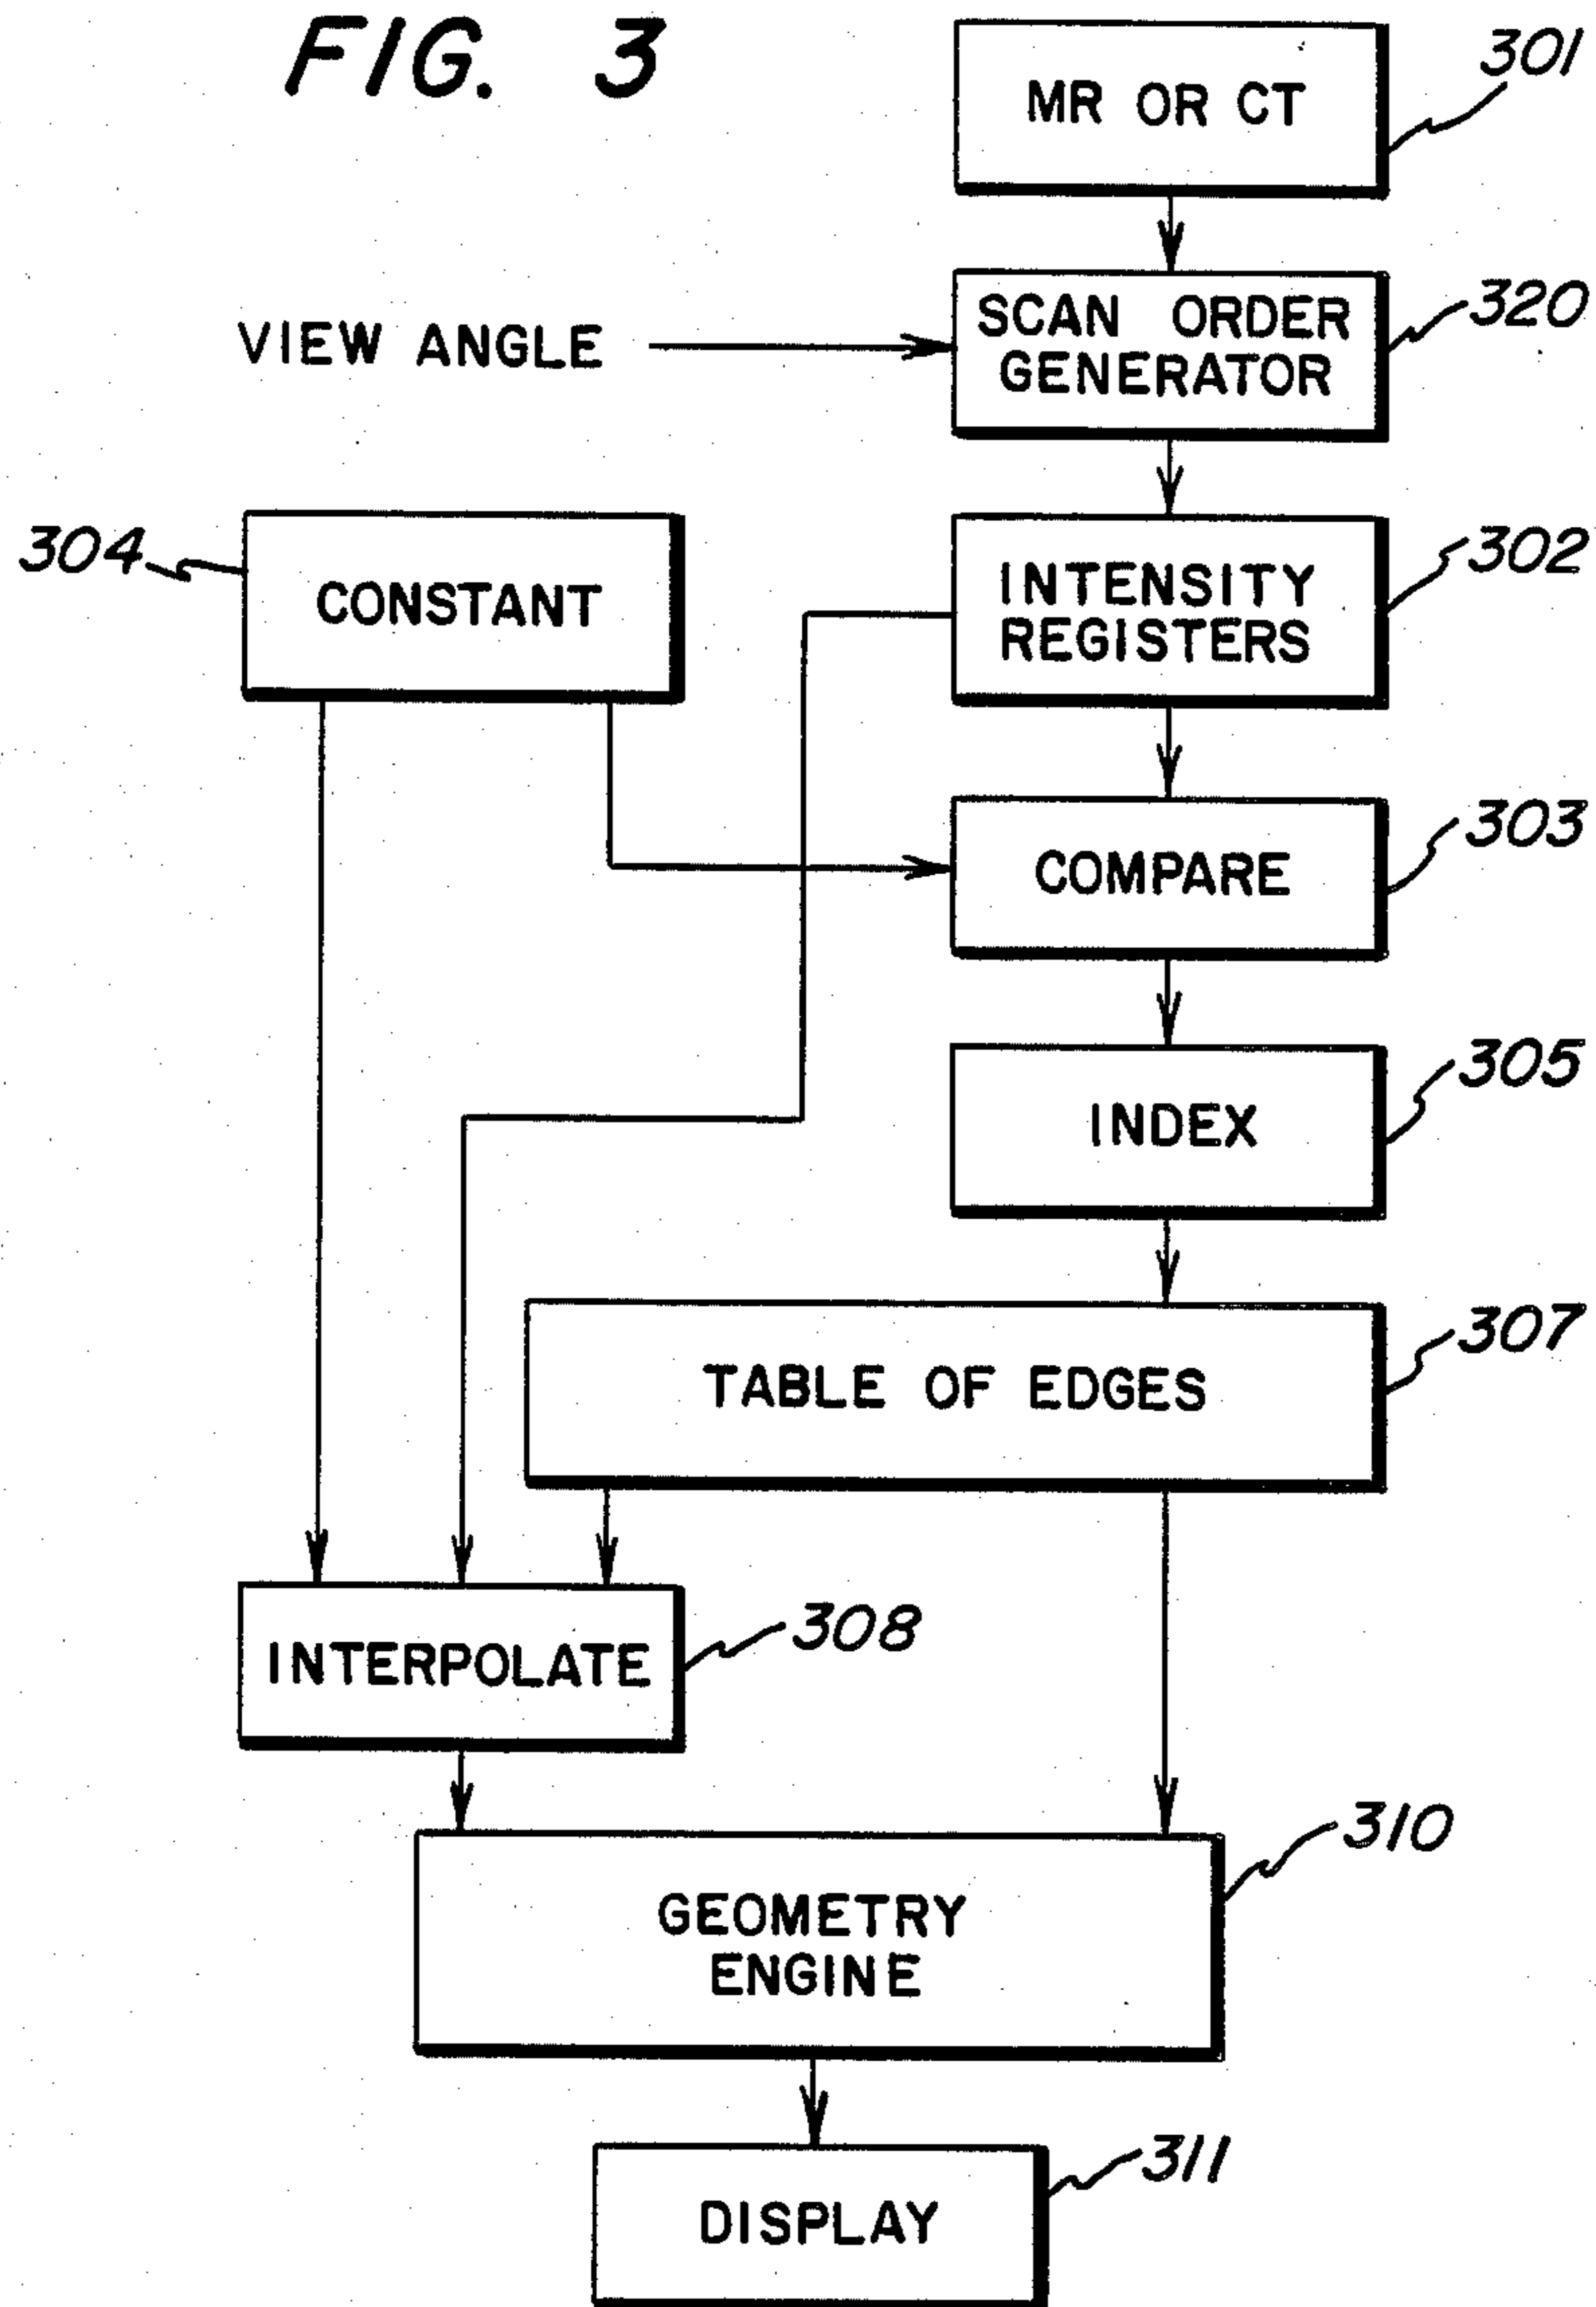 FIG. 3
MR OR CT
301
VIEW ANGLE
SCAN ORDER
GENERATOR
320
304
CONSTANT
INTENSITY
REGISTERS
302
COMPARE
303
INDEX
305
TABLE OF EDGES
307
INTERPOLATE
308
GEOMETRY
ENGINE
310
DISPLAY
311